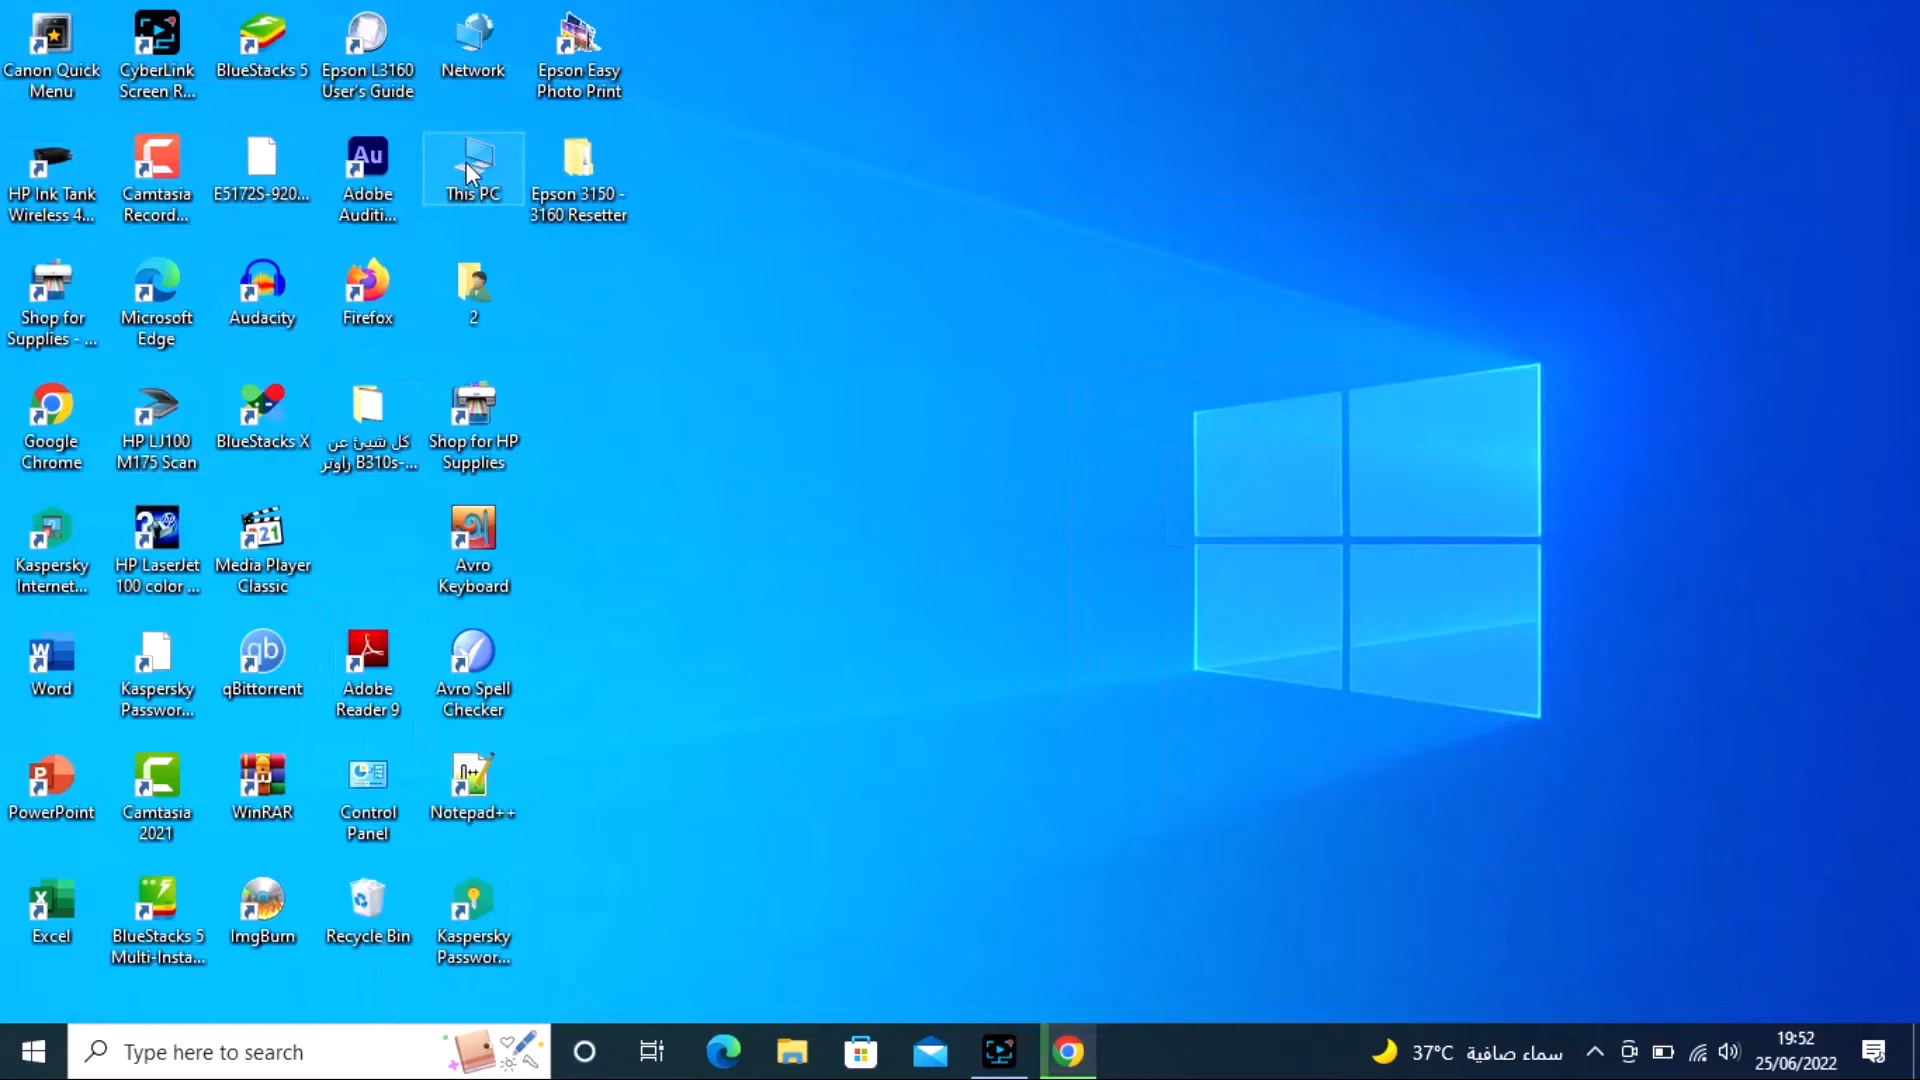 Canon Quick
Menu
CyberLink
Screen R...
BlueStacks 5
Epson L3160
User's Guide
Network
Epson Easy
Photo Print
HP Ink Tank
Wireless 4...
Camtasia
Record...
E5172S-920...
Au
Adobe
Auditi...
This PC
Epson 3150 -
3160 Resetter
Shop for
Supplies - ...
Microsoft
Edge
Audacity
Firefox
2
Google
Chrome
HP LJ100
M175 Scan
BlueStacks X
كل شيئ عن
راوتر B310s-...
Shop for HP
Supplies
Kaspersky
Internet...
HP LaserJet
100 color ...
321
Media Player
Classic
Avro
Keyboard
W
Word
Kaspersky
Passwor...
qb
qBittorrent
Adobe
Reader 9
Avro Spell
Checker
P
PowerPoint
C
Camtasia
2021
WinRAR
Control
Panel
Notepad++
X
Excel
BlueStacks 5
Multi-Insta...
ImgBurn
Recycle Bin
Kaspersky
Passwor...
Type here to search
37°C سماء صافية
19:52
25/06/2022